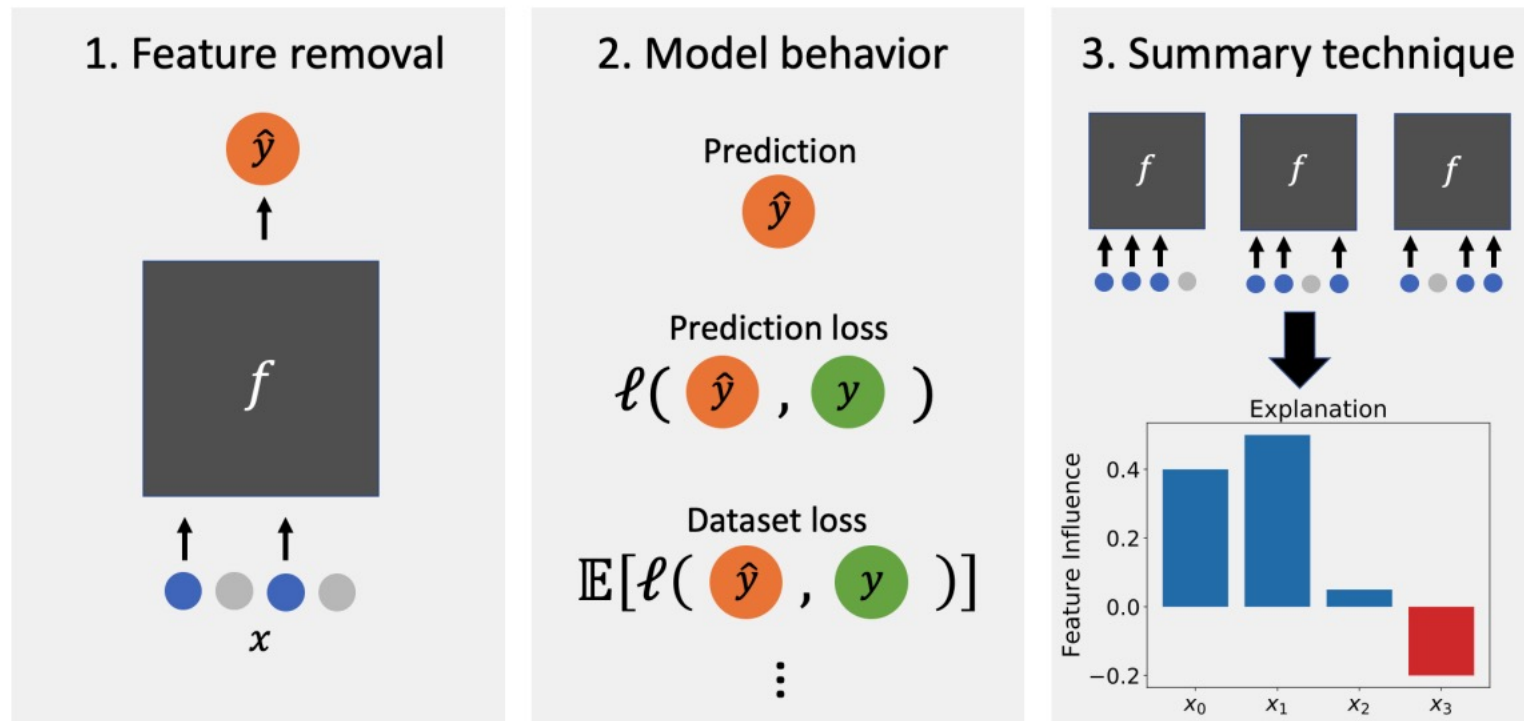 1. Feature removal
ŷ
f
x
2. Model behavior
Prediction
ŷ
Prediction loss
ℓ( ŷ , y )
Dataset loss
𝔼[ℓ( ŷ , y )]
⋮
3. Summary technique
f f f
Explanation
Feature Influence
0.4
0.2
0.0
−0.2
x₀ x₁ x₂ x₃